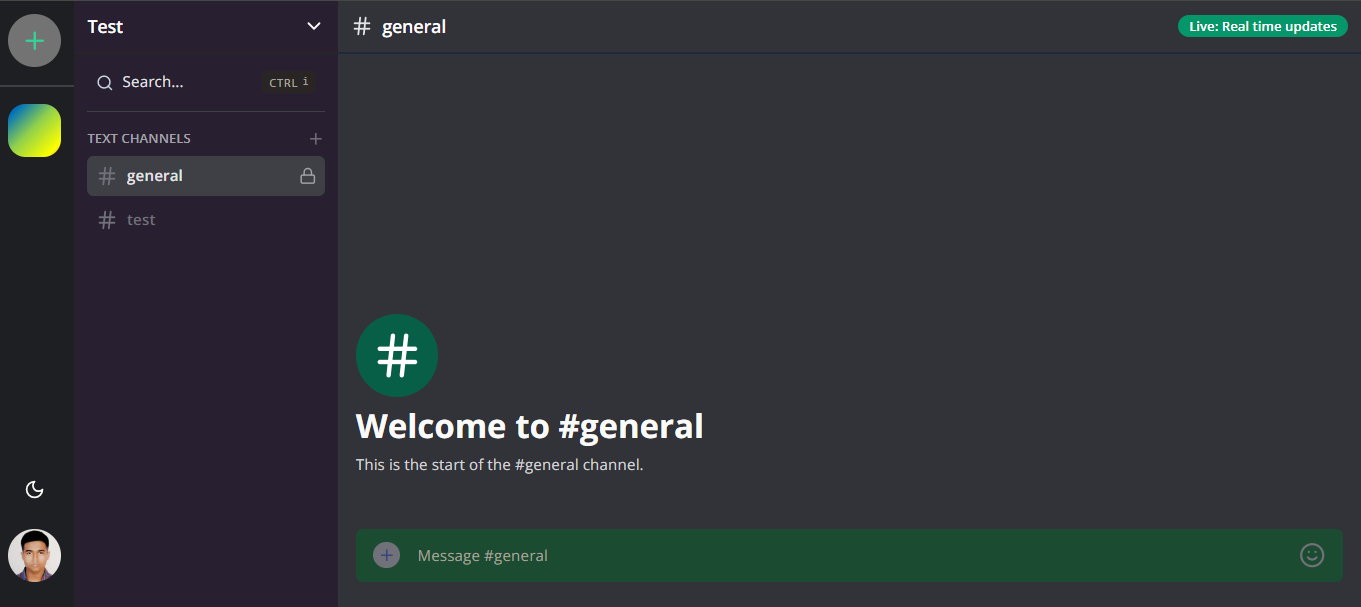 Test
# general
Live: Real time updates
Search...
CTRL i
TEXT CHANNELS
# general
# test
#
Welcome to #general
This is the start of the #general channel.
Message #general